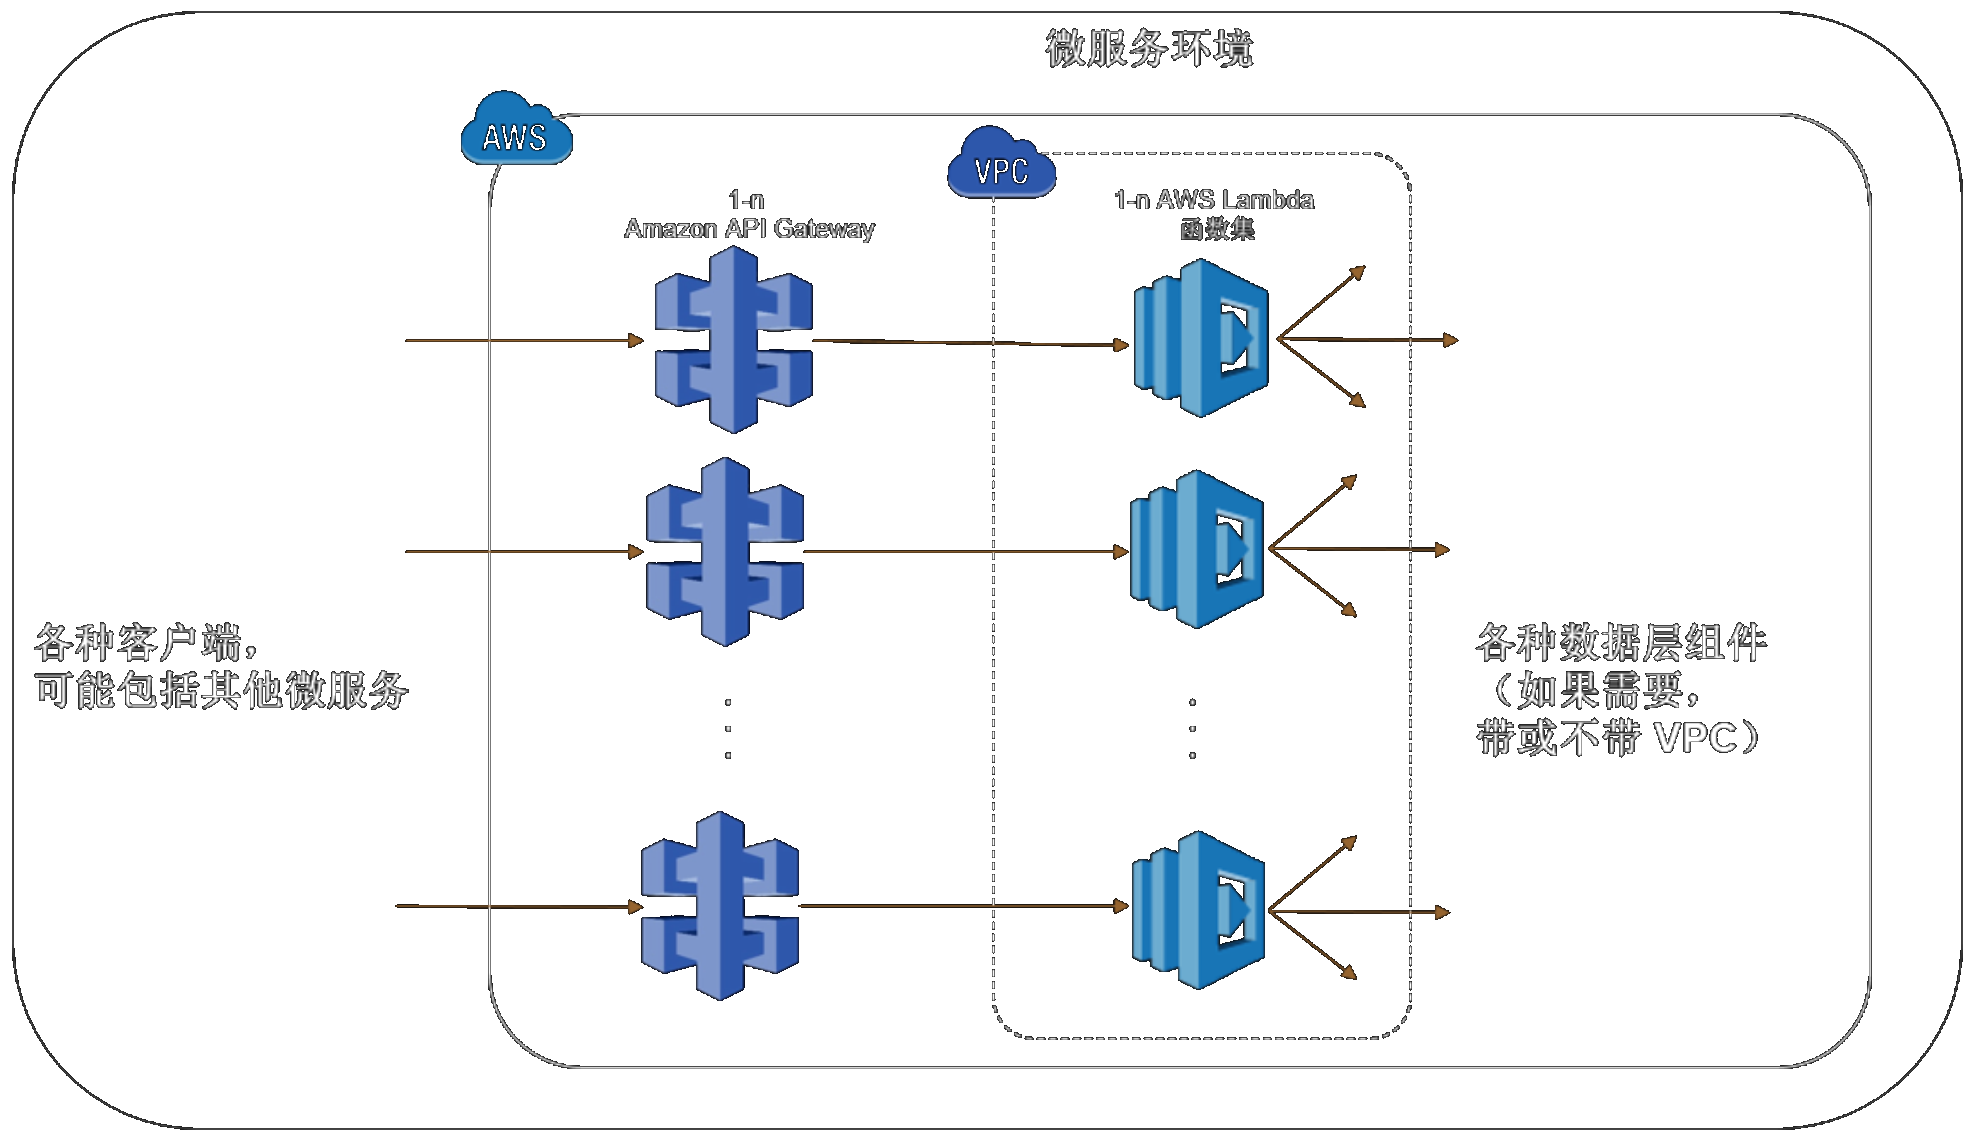 微服务环境
AWS
VPC
1-n
Amazon API Gateway
1-n AWS Lambda
函数集
各种客户端，
可能包括其他微服务
各种数据层组件
（如果需要，
带或不带 VPC）